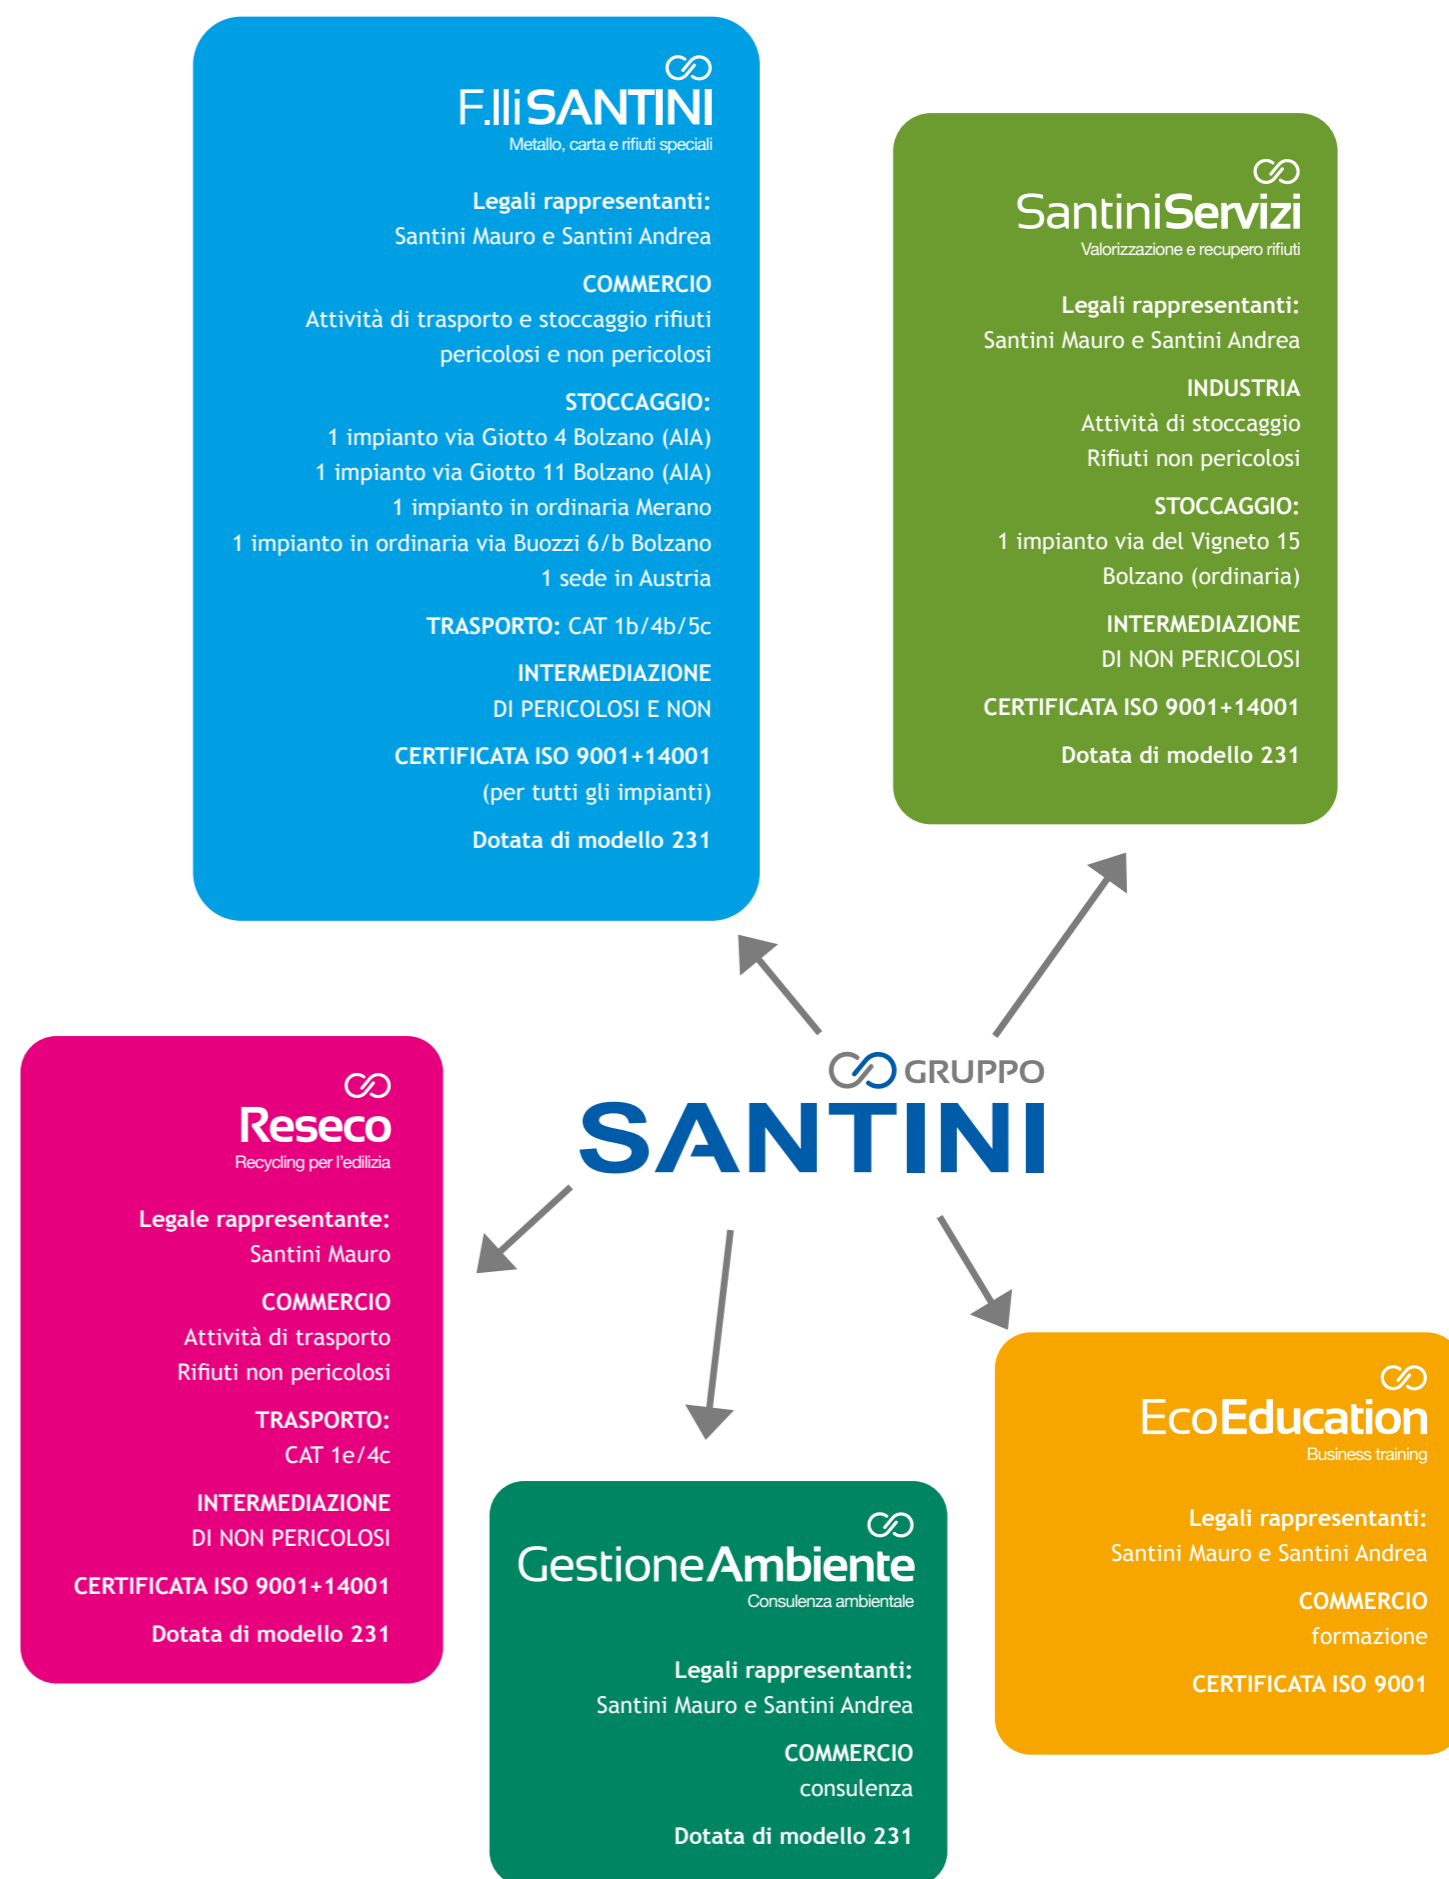 F.lli SANTINI
Metallo, carta e rifiuti speciali
Legali rappresentanti:
Santini Mauro e Santini Andrea
COMMERCIO
Attività di trasporto e stoccaggio rifiuti
pericolosi e non pericolosi
STOCCAGGIO:
1 impianto via Giotto 4 Bolzano (AIA)
1 impianto via Giotto 11 Bolzano (AIA)
1 impianto in ordinaria Merano
1 impianto in ordinaria via Buozzi 6/b Bolzano
1 sede in Austria
TRASPORTO: CAT 1b/4b/5c
INTERMEDIAZIONE
DI PERICOLOSI E NON
CERTIFICATA ISO 9001+14001
(per tutti gli impianti)
Dotata di modello 231
SantiniServizi
Valorizzazione e recupero rifiuti
Legali rappresentanti:
Santini Mauro e Santini Andrea
INDUSTRIA
Attività di stoccaggio
Rifiuti non pericolosi
STOCCAGGIO:
1 impianto via del Vigneto 15
Bolzano (ordinaria)
INTERMEDIAZIONE
DI NON PERICOLOSI
CERTIFICATA ISO 9001+14001
Dotata di modello 231
GRUPPO
SANTINI
Reseco
Recycling per l'edilizia
Legale rappresentante:
Santini Mauro
COMMERCIO
Attività di trasporto
Rifiuti non pericolosi
TRASPORTO:
CAT 1e/4c
INTERMEDIAZIONE
DI NON PERICOLOSI
CERTIFICATA ISO 9001+14001
Dotata di modello 231
GestioneAmbiente
Consulenza ambientale
Legali rappresentanti:
Santini Mauro e Santini Andrea
COMMERCIO
consulenza
Dotata di modello 231
EcoEducation
Business training
Legali rappresentanti:
Santini Mauro e Santini Andrea
COMMERCIO
formazione
CERTIFICATA ISO 9001